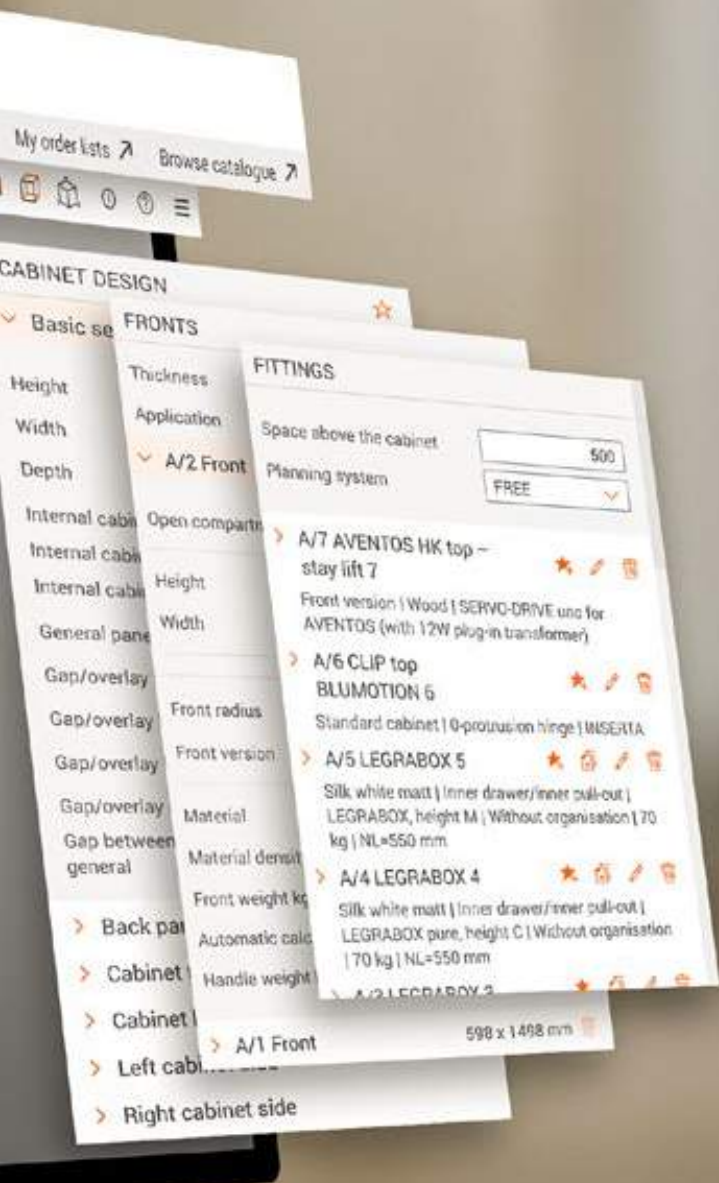 My order lists
Browse catalogue
CABINET DESIGN
Basic se
Height
Width
Depth
Internal cabin
Internal cabin
Internal cabin
General pane
Gap/overlay
Gap/overlay
Gap/overlay
Gap/overlay
Gap between
general
Back pa
Cabinet
Cabinet
Left cabi
Right cabinet side
FRONTS
Thickness
Application
A/2 Front
Open compartm
Height
Width
Front radius
Front version
Material
Material densit
Front weight kg
Automatic calc
Handle weight
A/1 Front
598 x 1498 mm
FITTINGS
Space above the cabinet
500
Planning system
FREE
A/7 AVENTOS HK top –
stay lift 7
Front version | Wood | SERVO-DRIVE uno for
AVENTOS (with 12W plug-in transformer)
A/6 CLIP top
BLUMOTION 6
Standard cabinet | 0-protrusion hinge | INSERTA
A/5 LEGRABOX 5
Silk white matt | Inner drawer/inner pull-out |
LEGRABOX, height M | Without organisation | 70
kg | NL=550 mm
A/4 LEGRABOX 4
Silk white matt | Inner drawer/inner pull-out |
LEGRABOX pure, height C | Without organisation
| 70 kg | NL=550 mm
A/3 LEGRABOX 3